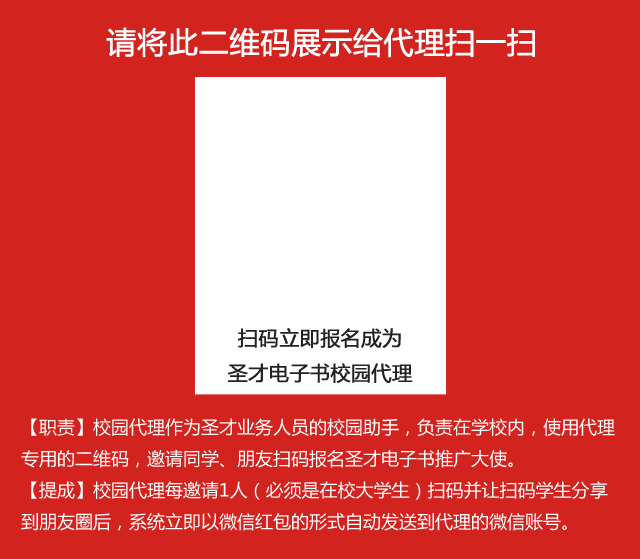 请将此二维码展示给代理扫一扫
扫码立即报名成为
圣才电子书校园代理
【职责】校园代理作为圣才业务人员的校园助手，负责在学校内，使用代理
专用的二维码，邀请同学、朋友扫码报名圣才电子书推广大使。
【提成】校园代理每邀请1人（必须是在校大学生）扫码并让扫码学生分享
到朋友圈后，系统立即以微信红包的形式自动发送到代理的微信账号。